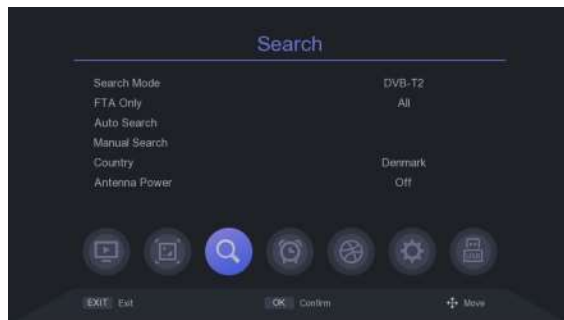 Search
Search Mode DVB-T2
FTA Only All
Auto Search
Manual Search
Country Denmark
Antenna Power Off
USB
EXIT Exit OK Confirm Move